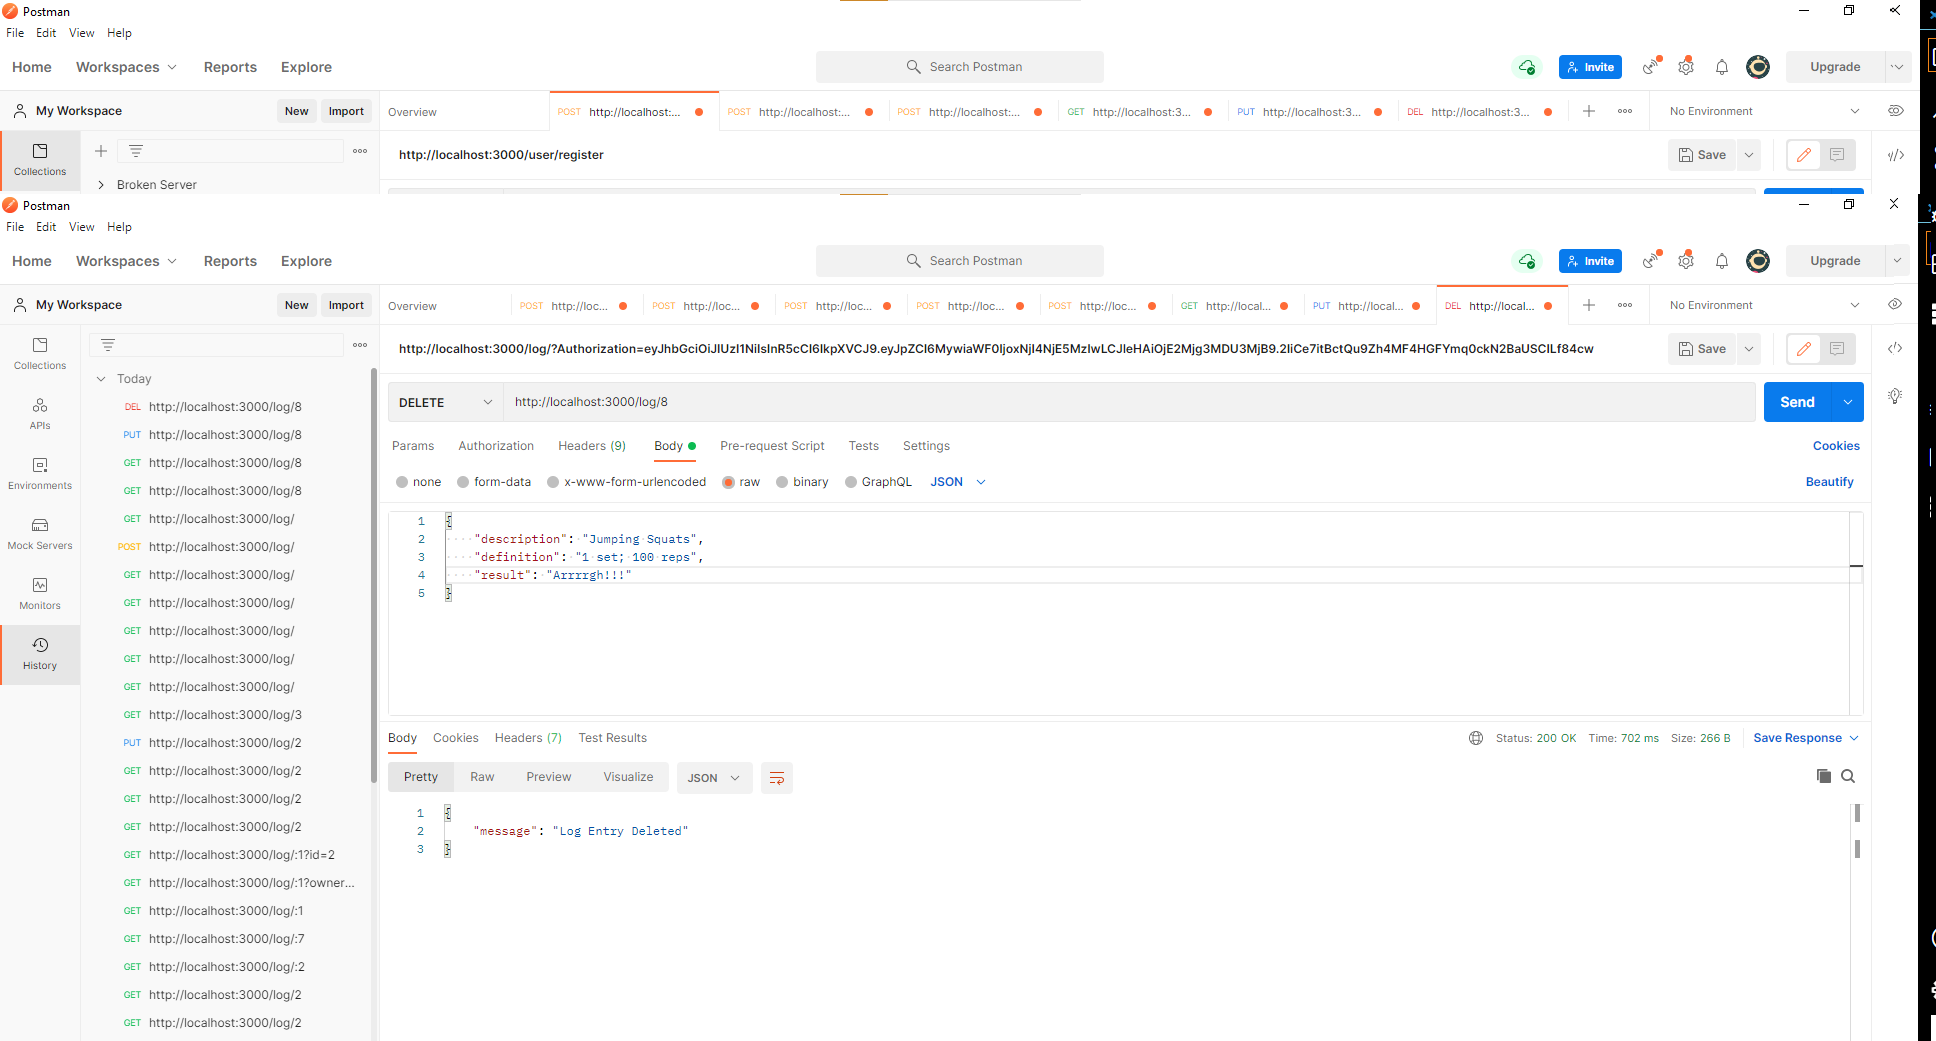 Postman
File Edit View Help
Home Workspaces Reports Explore Search Postman Invite Upgrade
My Workspace New Import Overview POST http://localhost:... POST http://localhost:... POST http://localhost:... GET http://localhost:3... PUT http://localhost:3... DEL http://localhost:3... No Environment
Collections
http://localhost:3000/user/register Save
Broken Server
Postman
File Edit View Help
Home Workspaces Reports Explore Search Postman Invite Upgrade
My Workspace New Import Overview POST http://loc... POST http://loc... POST http://loc... POST http://loc... POST http://loc... GET http://local... PUT http://local... DEL http://local... No Environment
Collections
APIs
Environments
Mock Servers
Monitors
History
Today
DEL http://localhost:3000/log/8
PUT http://localhost:3000/log/8
GET http://localhost:3000/log/8
GET http://localhost:3000/log/8
GET http://localhost:3000/log/
POST http://localhost:3000/log/
GET http://localhost:3000/log/
GET http://localhost:3000/log/
GET http://localhost:3000/log/
GET http://localhost:3000/log/
GET http://localhost:3000/log/
GET http://localhost:3000/log/3
PUT http://localhost:3000/log/2
GET http://localhost:3000/log/2
GET http://localhost:3000/log/2
GET http://localhost:3000/log/2
GET http://localhost:3000/log/:1?id=2
GET http://localhost:3000/log/:1?owner...
GET http://localhost:3000/log/:1
GET http://localhost:3000/log/:7
GET http://localhost:3000/log/:2
GET http://localhost:3000/log/2
GET http://localhost:3000/log/2
Save
DELETE http://localhost:3000/log/8 Send
Params Authorization Headers (9) Body Pre-request Script Tests Settings Cookies
none form-data x-www-form-urlencoded raw binary GraphQL JSON Beautify
1 {
2 "description": "Jumping Squats",
3 "definition": "1 set; 100 reps",
4 "result": "Arrrrgh!!!"
5 }
Body Cookies Headers (7) Test Results Status: 200 OK Time: 702 ms Size: 266 B Save Response
Pretty Raw Preview Visualize JSON
1 {
2 "message": "Log Entry Deleted"
3 }